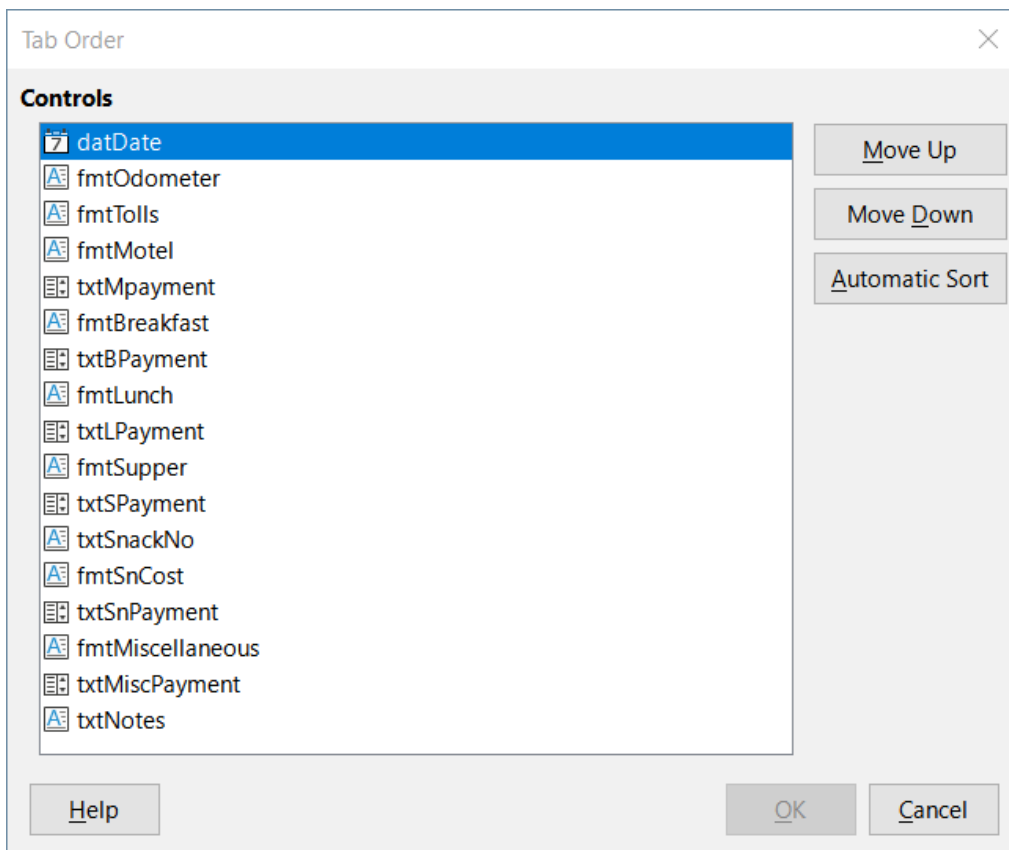 Tab Order
Controls
datDate
fmtOdometer
fmtTolls
fmtMotel
txtMpayment
fmtBreakfast
txtBPayment
fmtLunch
txtLPayment
fmtSupper
txtSPayment
txtSnackNo
fmtSnCost
txtSnPayment
fmtMiscellaneous
txtMiscPayment
txtNotes
Move Up
Move Down
Automatic Sort
Help
OK
Cancel